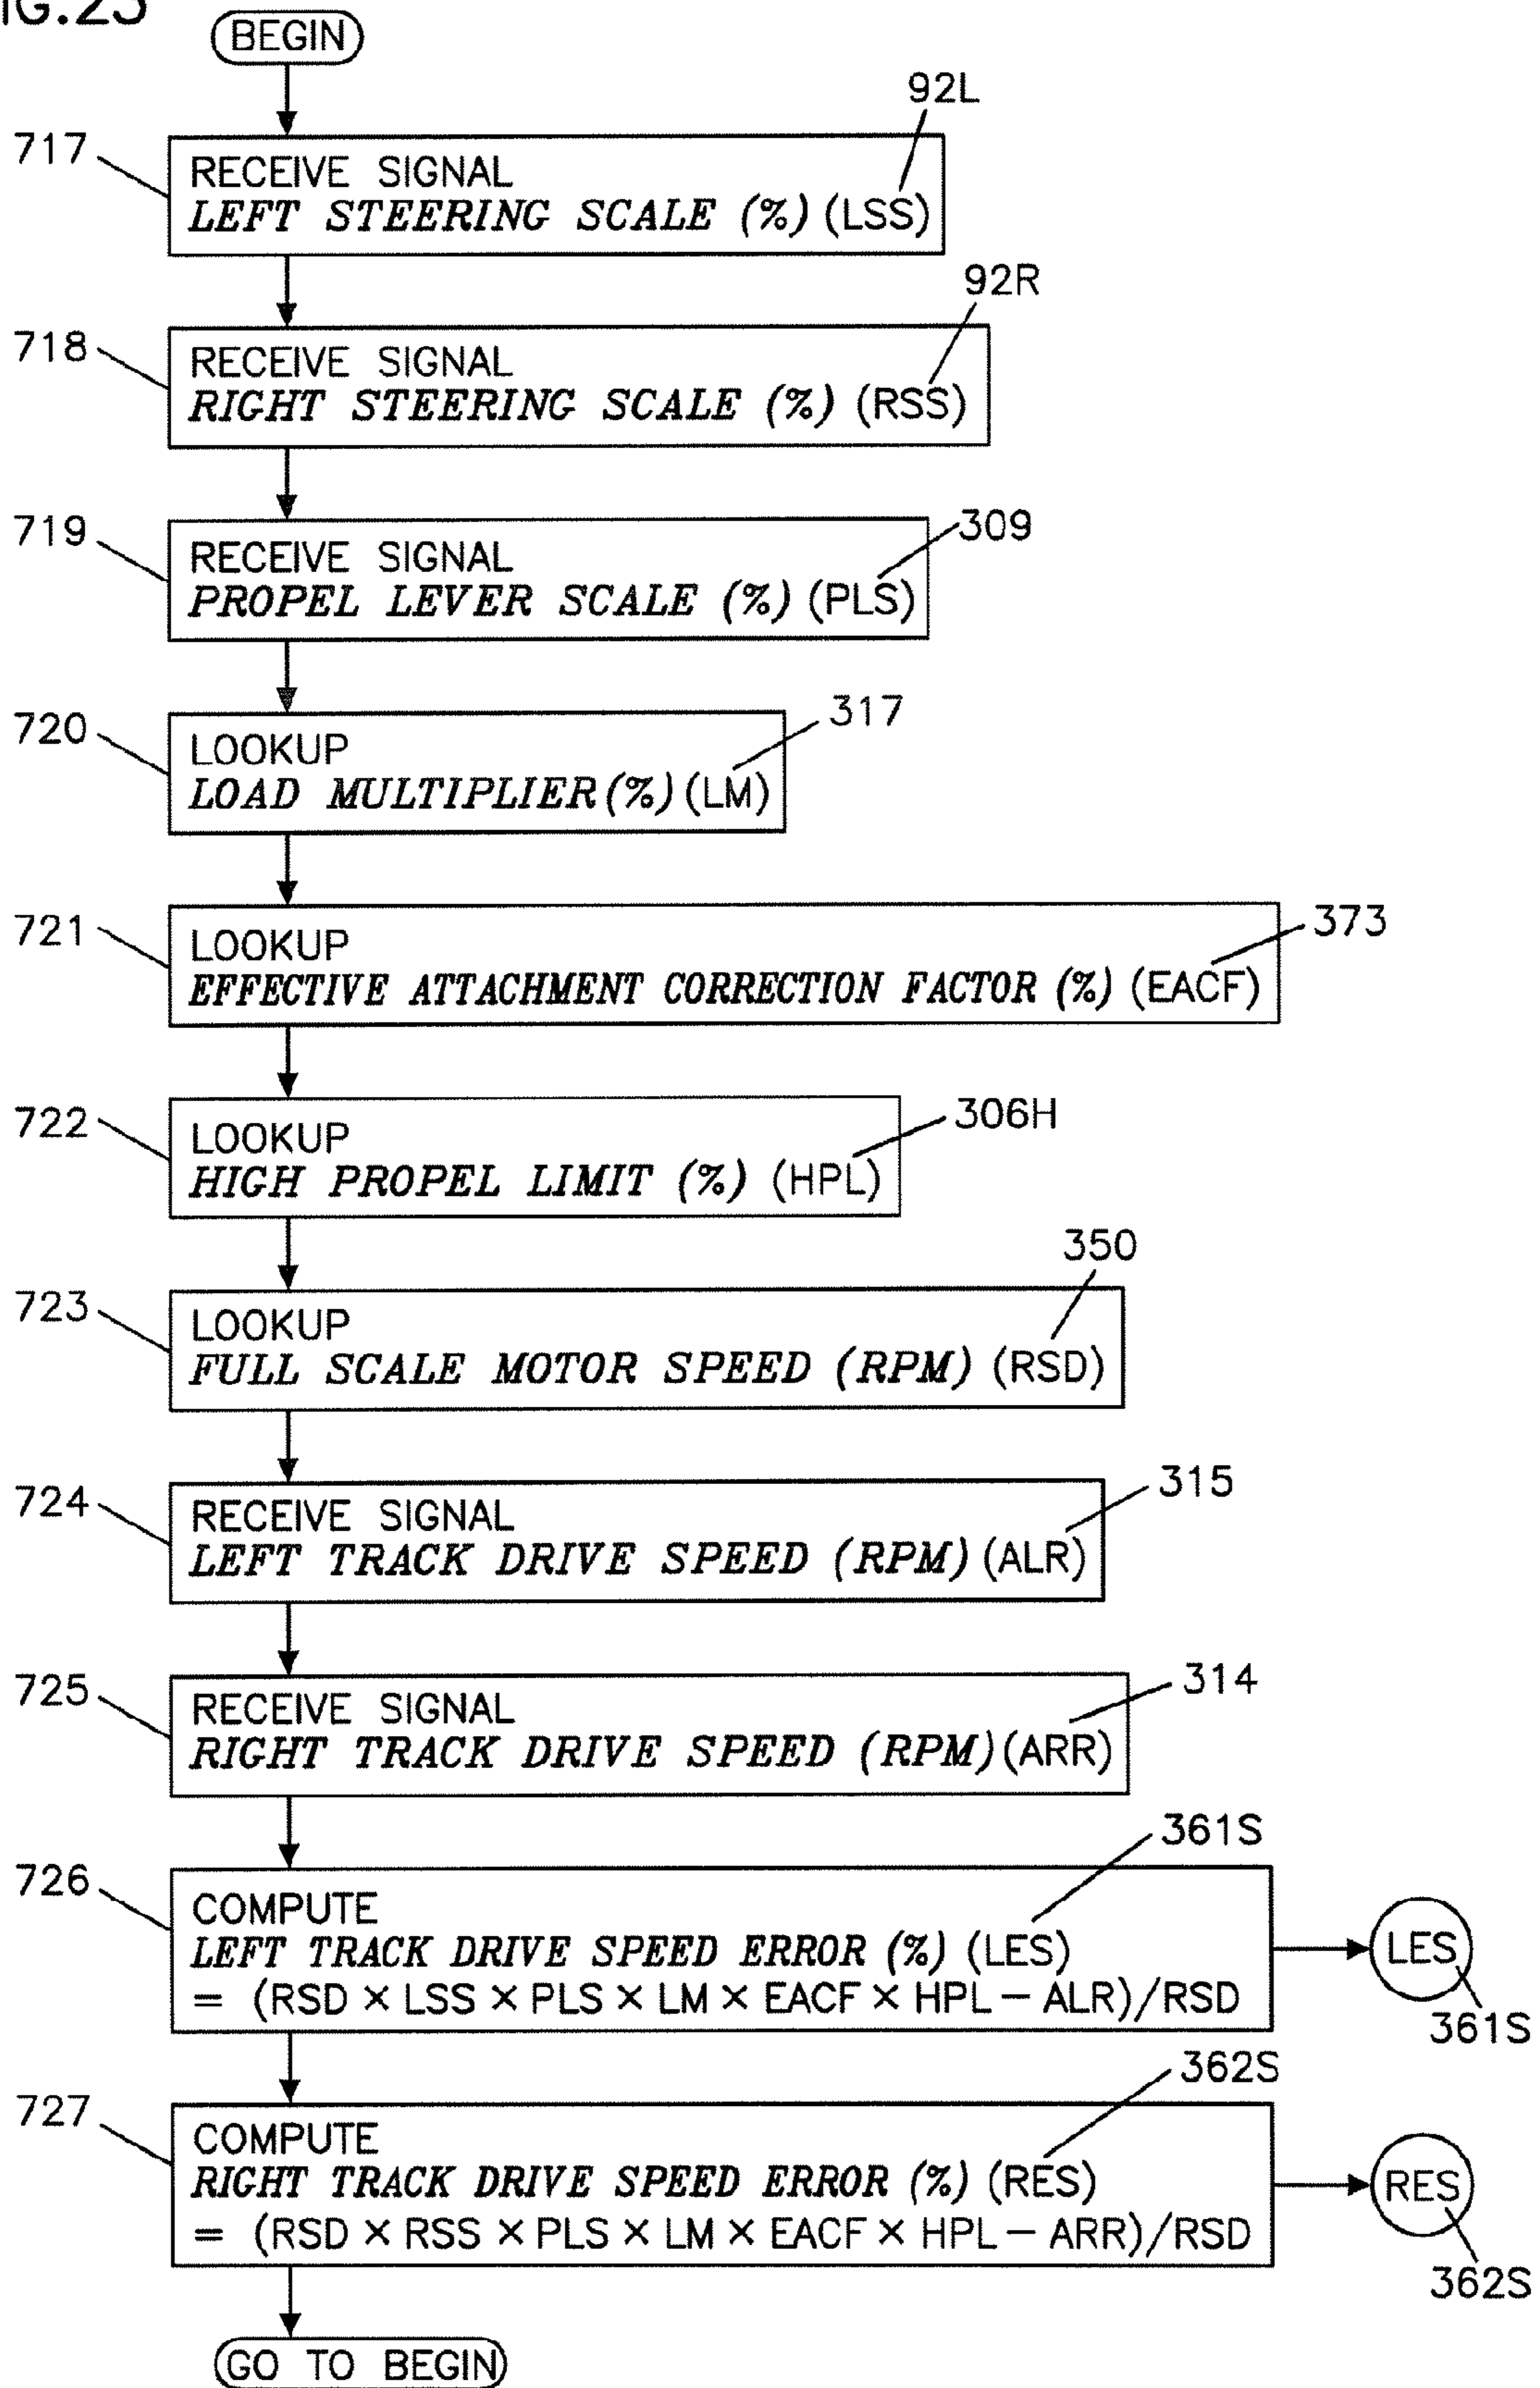 IG.23
BEGIN
92L
717
RECEIVE SIGNAL
LEFT STEERING SCALE (%) (LSS)
92R
718
RECEIVE SIGNAL
RIGHT STEERING SCALE (%) (RSS)
719
309
RECEIVE SIGNAL
PROPEL LEVER SCALE (%) (PLS)
720
317
LOOKUP
LOAD MULTIPLIER (%) (LM)
721
373
LOOKUP
EFFECTIVE ATTACHMENT CORRECTION FACTOR (%) (EACF)
722
306H
LOOKUP
HIGH PROPEL LIMIT (%) (HPL)
350
723
LOOKUP
FULL SCALE MOTOR SPEED (RPM) (RSD)
315
724
RECEIVE SIGNAL
LEFT TRACK DRIVE SPEED (RPM) (ALR)
314
725
RECEIVE SIGNAL
RIGHT TRACK DRIVE SPEED (RPM) (ARR)
361S
726
COMPUTE
LEFT TRACK DRIVE SPEED ERROR (%) (LES)
= (RSD × LSS × PLS × LM × EACF × HPL – ALR)/RSD
LES
361S
362S
727
COMPUTE
RIGHT TRACK DRIVE SPEED ERROR (%) (RES)
= (RSD × RSS × PLS × LM × EACF × HPL – ARR)/RSD
RES
362S
GO TO BEGIN